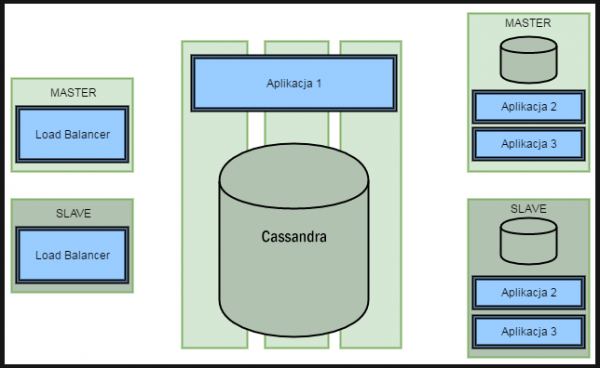 MASTER
Load Balancer
SLAVE
Load Balancer
Aplikacja 1
Cassandra
MASTER
Aplikacja 2
Aplikacja 3
SLAVE
Aplikacja 2
Aplikacja 3